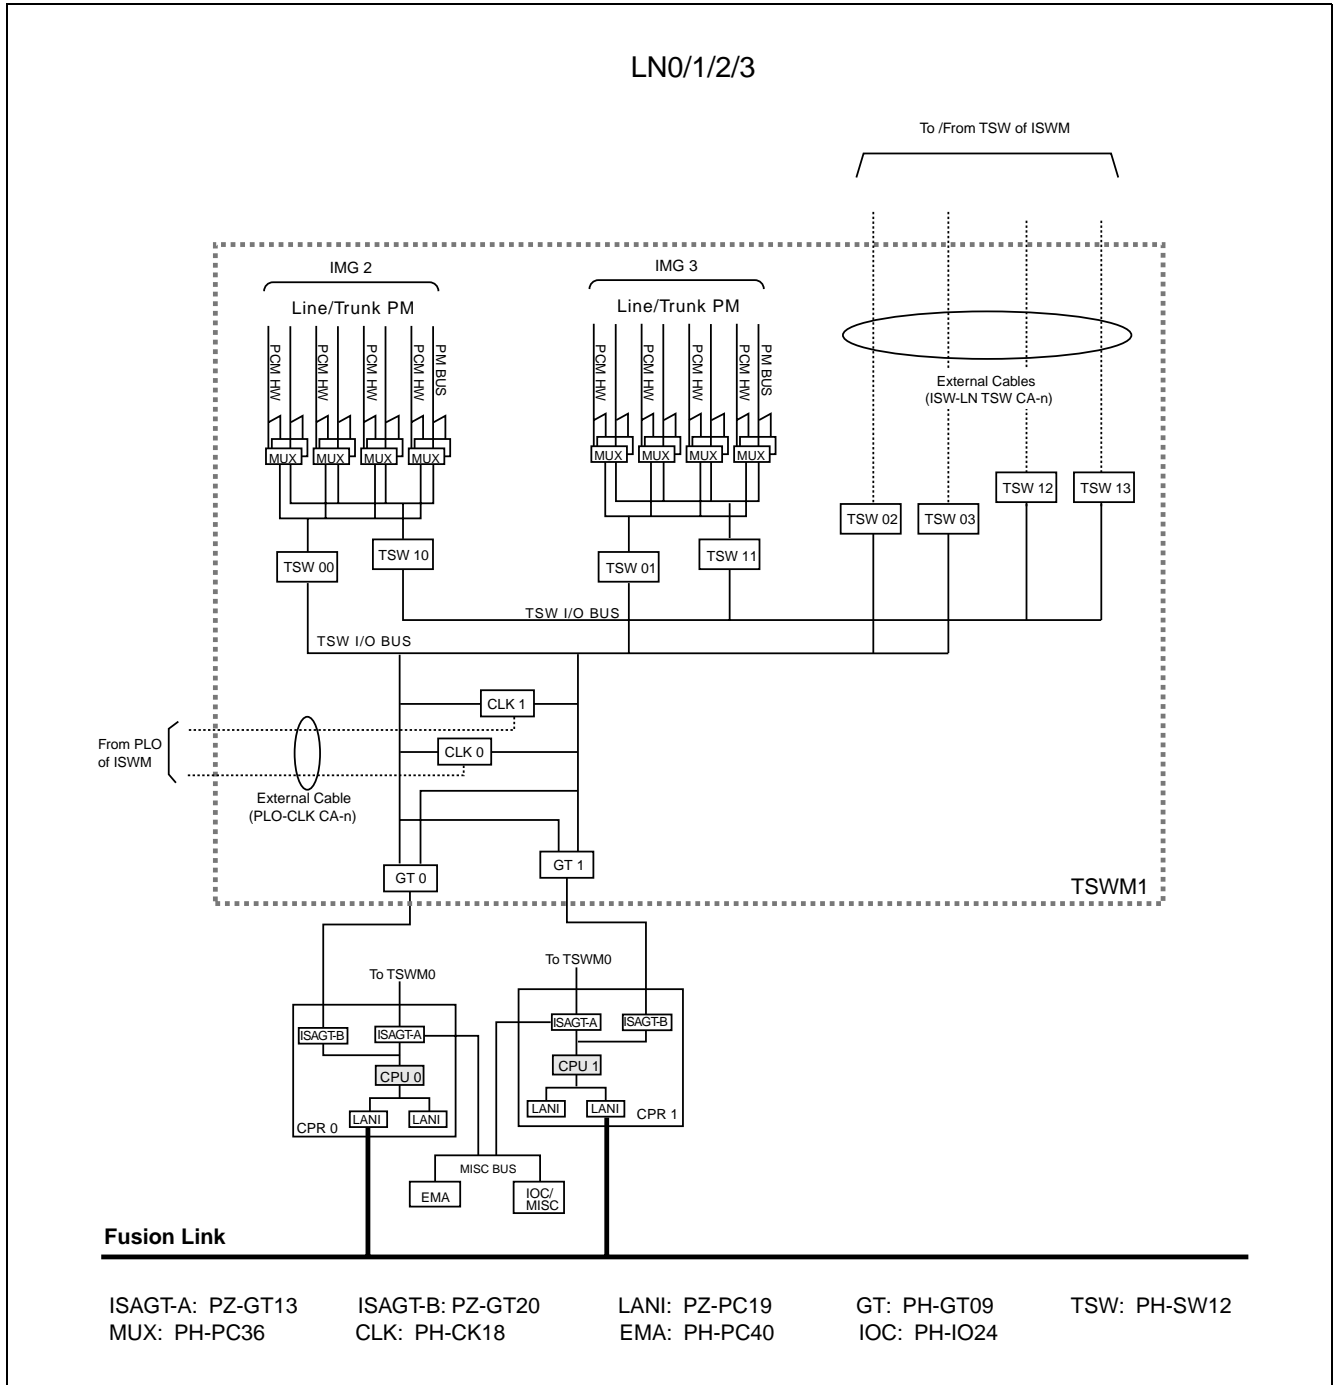 LN0/1/2/3
To /From TSW of ISWM
IMG 2
IMG 3
Line/Trunk PM
Line/Trunk PM
PCM HW
PCM HW
PCM HW
PCM HW
PM BUS
PCM HW
PCM HW
PCM HW
PCM HW
PM BUS
External Cables
(ISW-LN TSW CA-n)
MUX
MUX
MUX
MUX
MUX
MUX
MUX
MUX
TSW 12
TSW 13
TSW 02
TSW 03
TSW 00
TSW 10
TSW 01
TSW 11
TSW I/O BUS
TSW I/O BUS
CLK 1
CLK 0
From PLO
of ISWM
External Cable
(PLO-CLK CA-n)
GT 0
GT 1
TSWM1
To TSWM0
To TSWM0
ISAGT-B
ISAGT-A
ISAGT-A
ISAGT-B
CPU 0
CPU 1
LANI
LANI
LANI
LANI
CPR 0
CPR 1
MISC BUS
EMA
IOC/
MISC
Fusion Link
ISAGT-A: PZ-GT13
ISAGT-B: PZ-GT20
LANI: PZ-PC19
GT: PH-GT09
TSW: PH-SW12
MUX: PH-PC36
CLK: PH-CK18
EMA: PH-PC40
IOC: PH-IO24